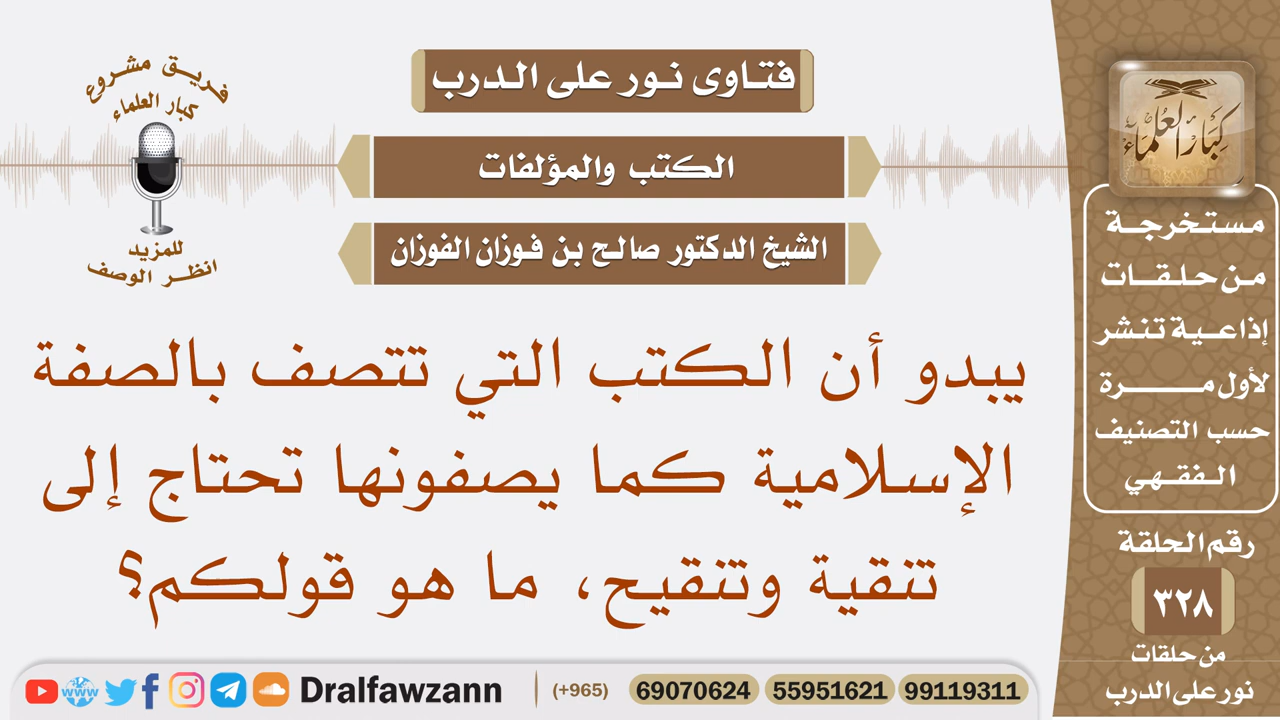 فتاوى نور على الدرب
الكتب والمؤلفات
الشيخ الدكتور صالح بن فوزان الفوزان
فريق مشروع
كبار العلماء
للمزيد
انظر الوصف
يبدو أن الكتب التي تتصف بالصفة
الإسلامية كما يصفونها تحتاج إلى
تنقية وتنقيح، ما هو قولكم؟
كبار العلماء
مستخرجة
من حلقات
إذاعية تنشر
لأول مرة
حسب التصنيف
الفقهي
رقم الحلقة
٣٢٨
من حلقات
نور على الدرب
www
Dralfawzann
(+965)
69070624
55951621
99119311